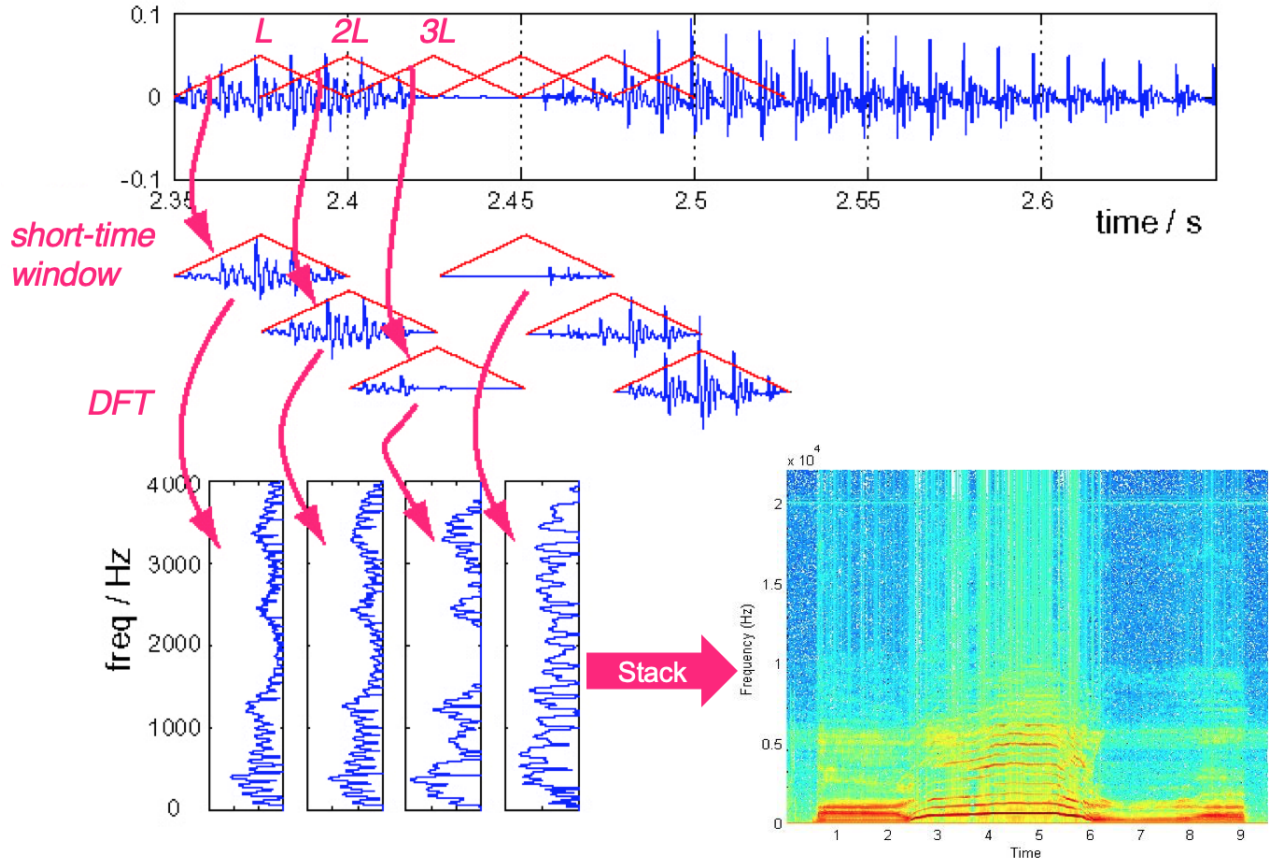 0.1
0
-0.1
L 2L 3L
2.35 2.4 2.45 2.5 2.55 2.6
time / s
short-time
window
DFT
freq / Hz
4000
3000
2000
1000
0
Stack
x 10^4
Frequency (Hz)
2
1.5
1
0.5
0
1 2 3 4 5 6 7 8 9
Time